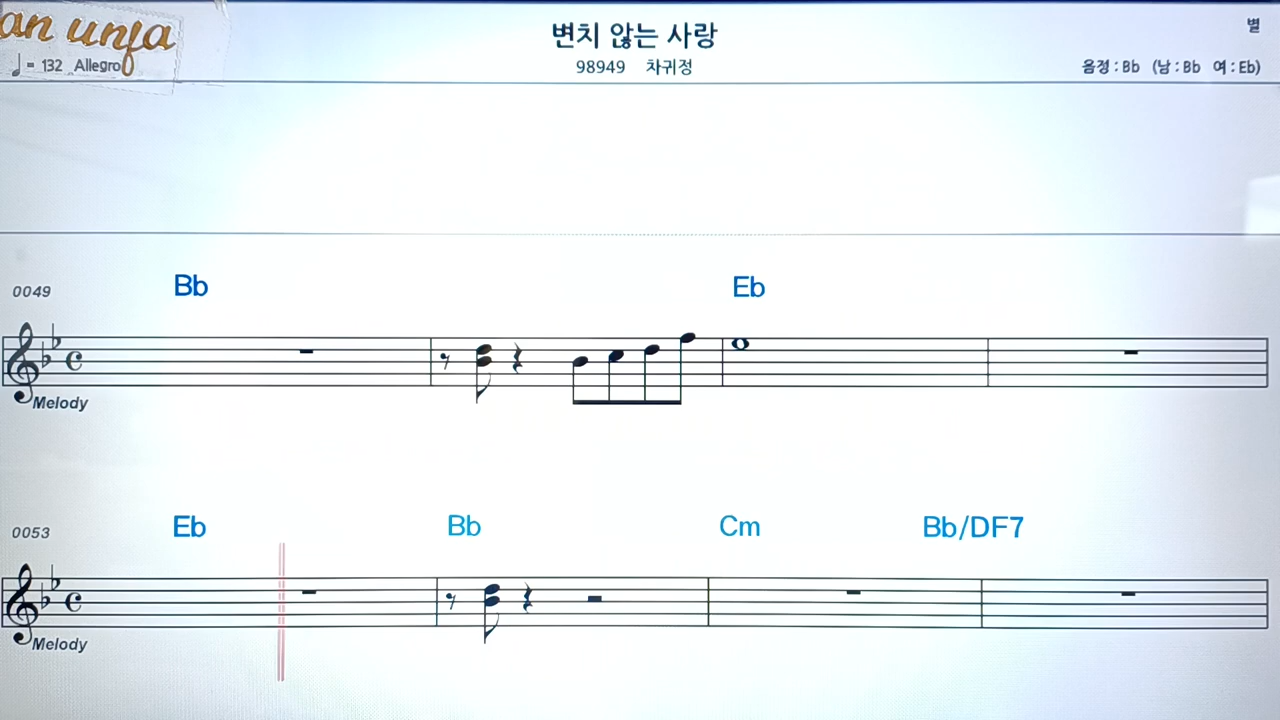 an unfa
변치 않는 사랑
별
♩ = 132 Allegro
98949 차귀정
음정 : Bb (남 : Bb 여 : Eb)
0049 Bb Eb
Melody
0053 Eb Bb Cm Bb/DF7
Melody